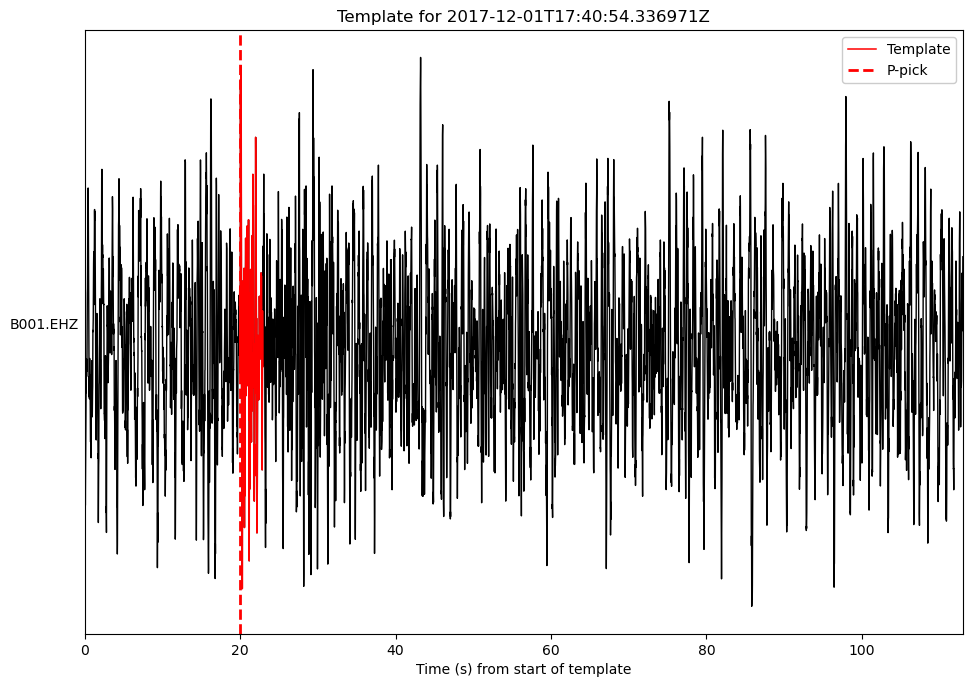 Template for 2017-12-01T17:40:54.336971Z
Template
P-pick
B001.EHZ
0 20 40 60 80 100
Time (s) from start of template